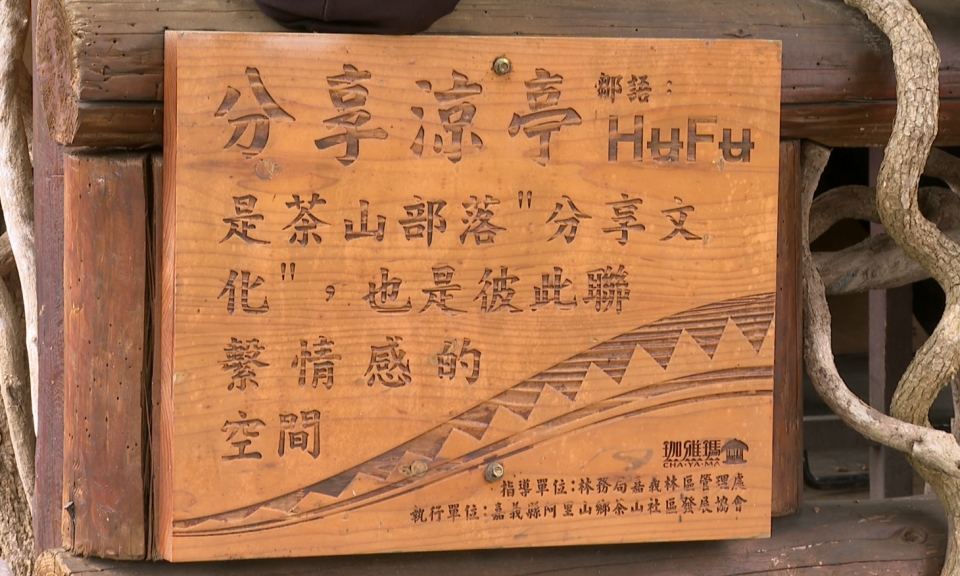 分享涼亭 鄒語：
HuFu
是茶山部落"分享文
化"，也是彼此聯
繫情感的
空間
珈雅瑪
CHA·YA·MA
指導單位：林務局嘉義林區管理處
執行單位：嘉義縣阿里山鄉茶山社區發展協會